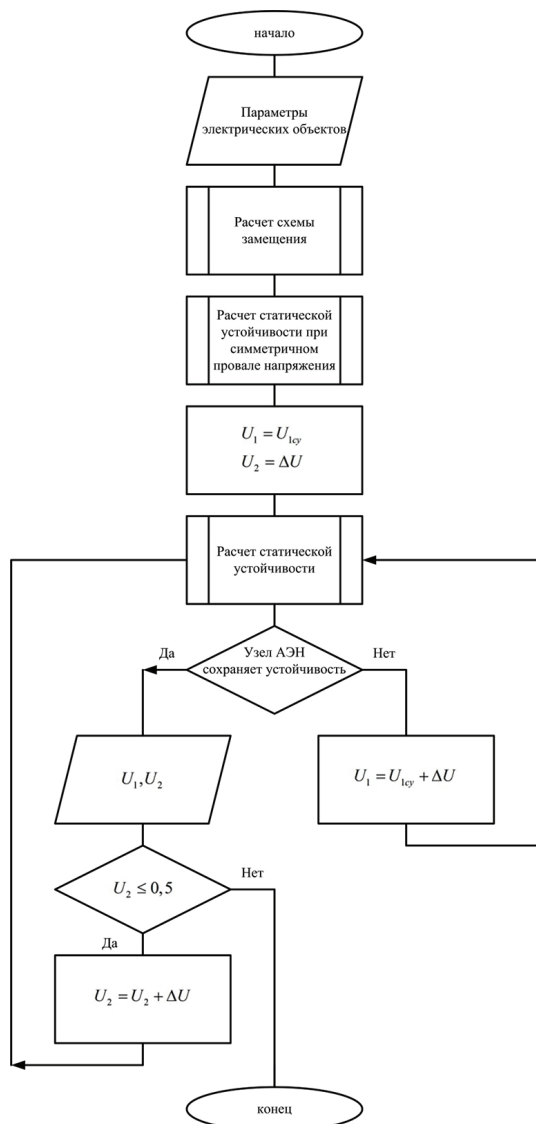 начало
Параметры
электрических объектов
Расчет схемы
замещения
Расчет статической
устойчивости при
симметричном
провале напряжения
U₁ = U₁cy
U₂ = ΔU
Расчет статической
устойчивости
Да
Узел АЭН
сохраняет устойчивость
Нет
U₁,U₂
U₁ = U₁cy + ΔU
U₂ ≤ 0,5
Нет
Да
U₂ = U₂ + ΔU
конец